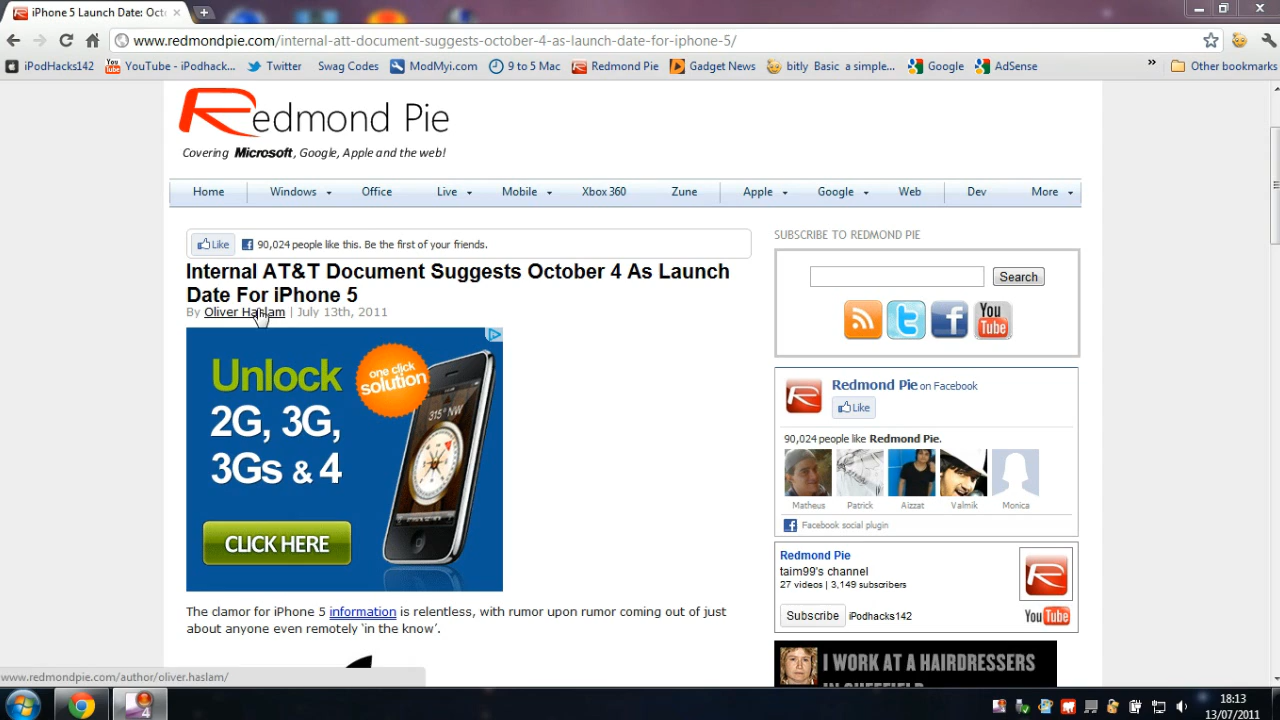 iPhone 5 Launch Date: Octo
www.redmondpie.com/internal-att-document-suggests-october-4-as-launch-date-for-iphone-5/
iPodHacks142 YouTube - iPodhack... Twitter Swag Codes ModMyi.com 9 to 5 Mac Redmond Pie Gadget News bitly Basic a simple... Google AdSense » Other bookmarks
Redmond Pie
Covering Microsoft, Google, Apple and the web!
Home Windows Office Live Mobile Xbox 360 Zune Apple Google Web Dev More
Like 90,024 people like this. Be the first of your friends.
Internal AT&T Document Suggests October 4 As Launch
Date For iPhone 5
By Oliver Haslam | July 13th, 2011
Unlock
2G, 3G,
3Gs & 4
one click
solution
315° NW
CLICK HERE
The clamor for iPhone 5 information is relentless, with rumor upon rumor coming out of just
about anyone even remotely ‘in the know’.
SUBSCRIBE TO REDMOND PIE
Search
You
Tube
Redmond Pie on Facebook
Like
90,024 people like Redmond Pie.
Matheus Patrick Aizzat Valmik Monica
Facebook social plugin
Redmond Pie
taim99's channel
27 videos | 3,149 subscribers
Subscribe iPodhacks142
YouTube
I WORK AT A HAIRDRESSERS
IN SHEFFIELD
www.redmondpie.com/author/oliver.haslam/
4
18:13
13/07/2011